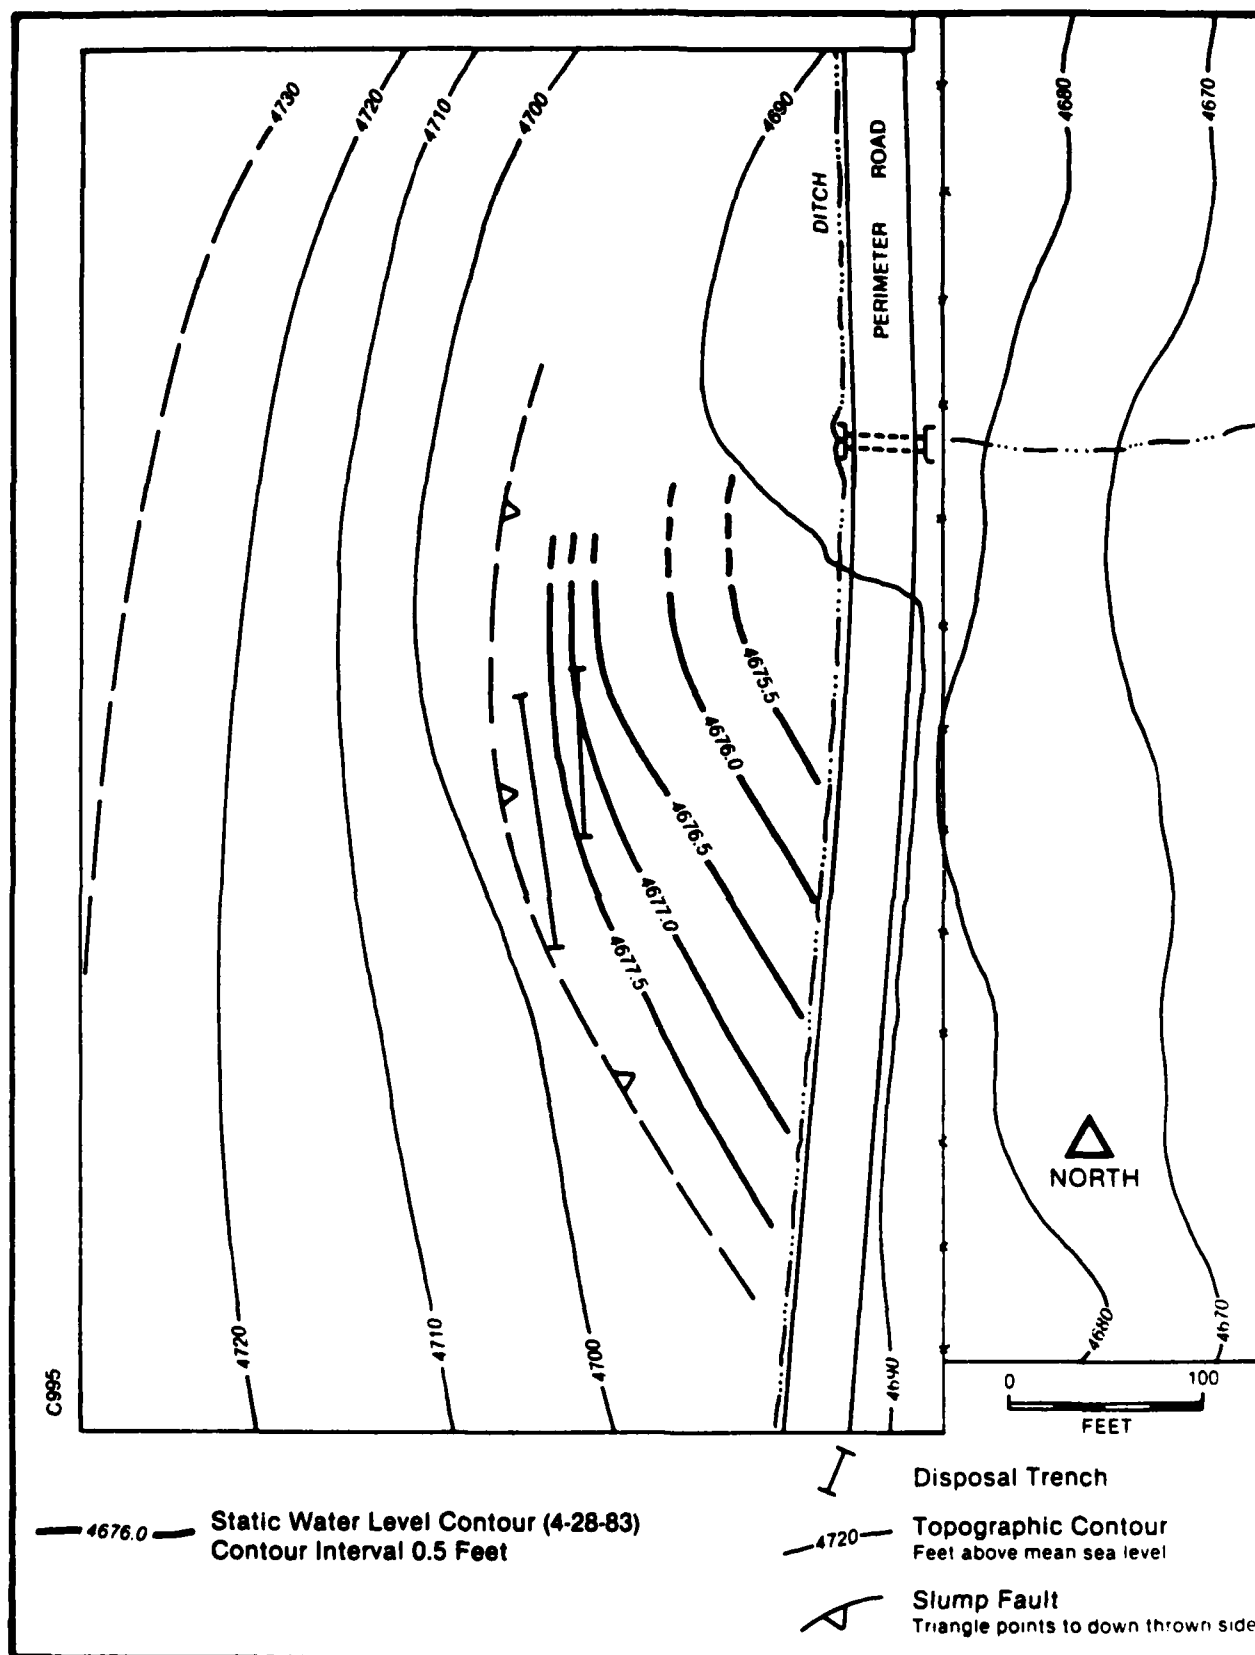 4730
4720
4710
4700
4690
4680
4670
DITCH
PERIMETER ROAD
4675.5
4676.0
4676.5
4677.0
4677.5
NORTH
4720
4710
4700
4690
4680
4670
C995
0 100
FEET
Disposal Trench
4676.0
Static Water Level Contour (4-28-83)
Contour Interval 0.5 Feet
4720
Topographic Contour
Feet above mean sea level
Slump Fault
Triangle points to down thrown side